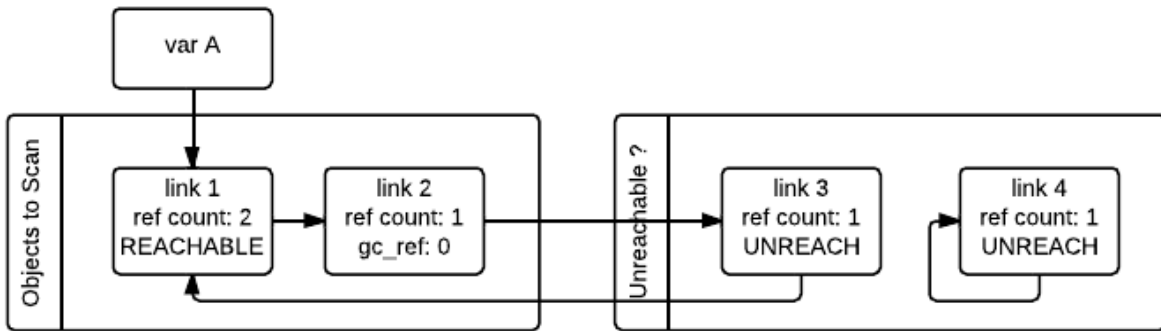 var A
Objects to Scan
link 1
ref count: 2
REACHABLE
link 2
ref count: 1
gc_ref: 0
Unreachable ?
link 3
ref count: 1
UNREACH
link 4
ref count: 1
UNREACH